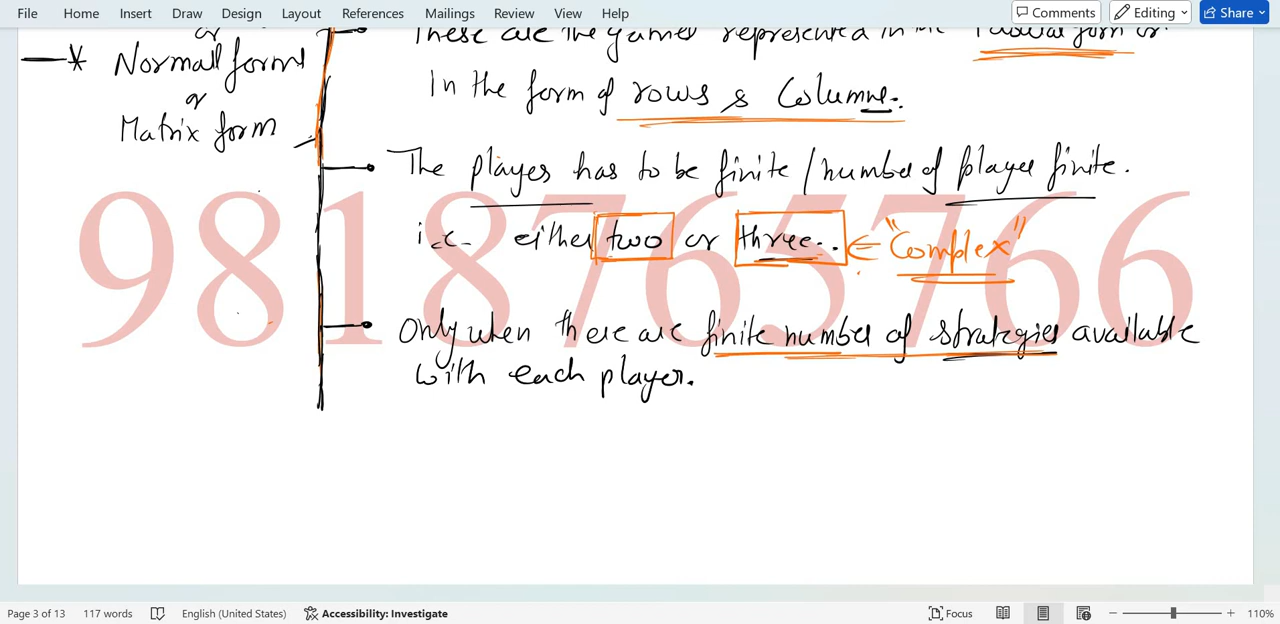 File Home Insert Draw Design Layout References Mailings Review View Help Comments Editing Share
or
These are the games represented in the tabular form or
Normal form
or
Matrix form
in the form of rows & Columns.
The players has to be finite / number of player finite.
i.e. either two or three.. ← "Complex"
Only when there are finite number of strategies available
with each player.
9818765766
Page 3 of 13 117 words English (United States) Accessibility: Investigate Focus 110%